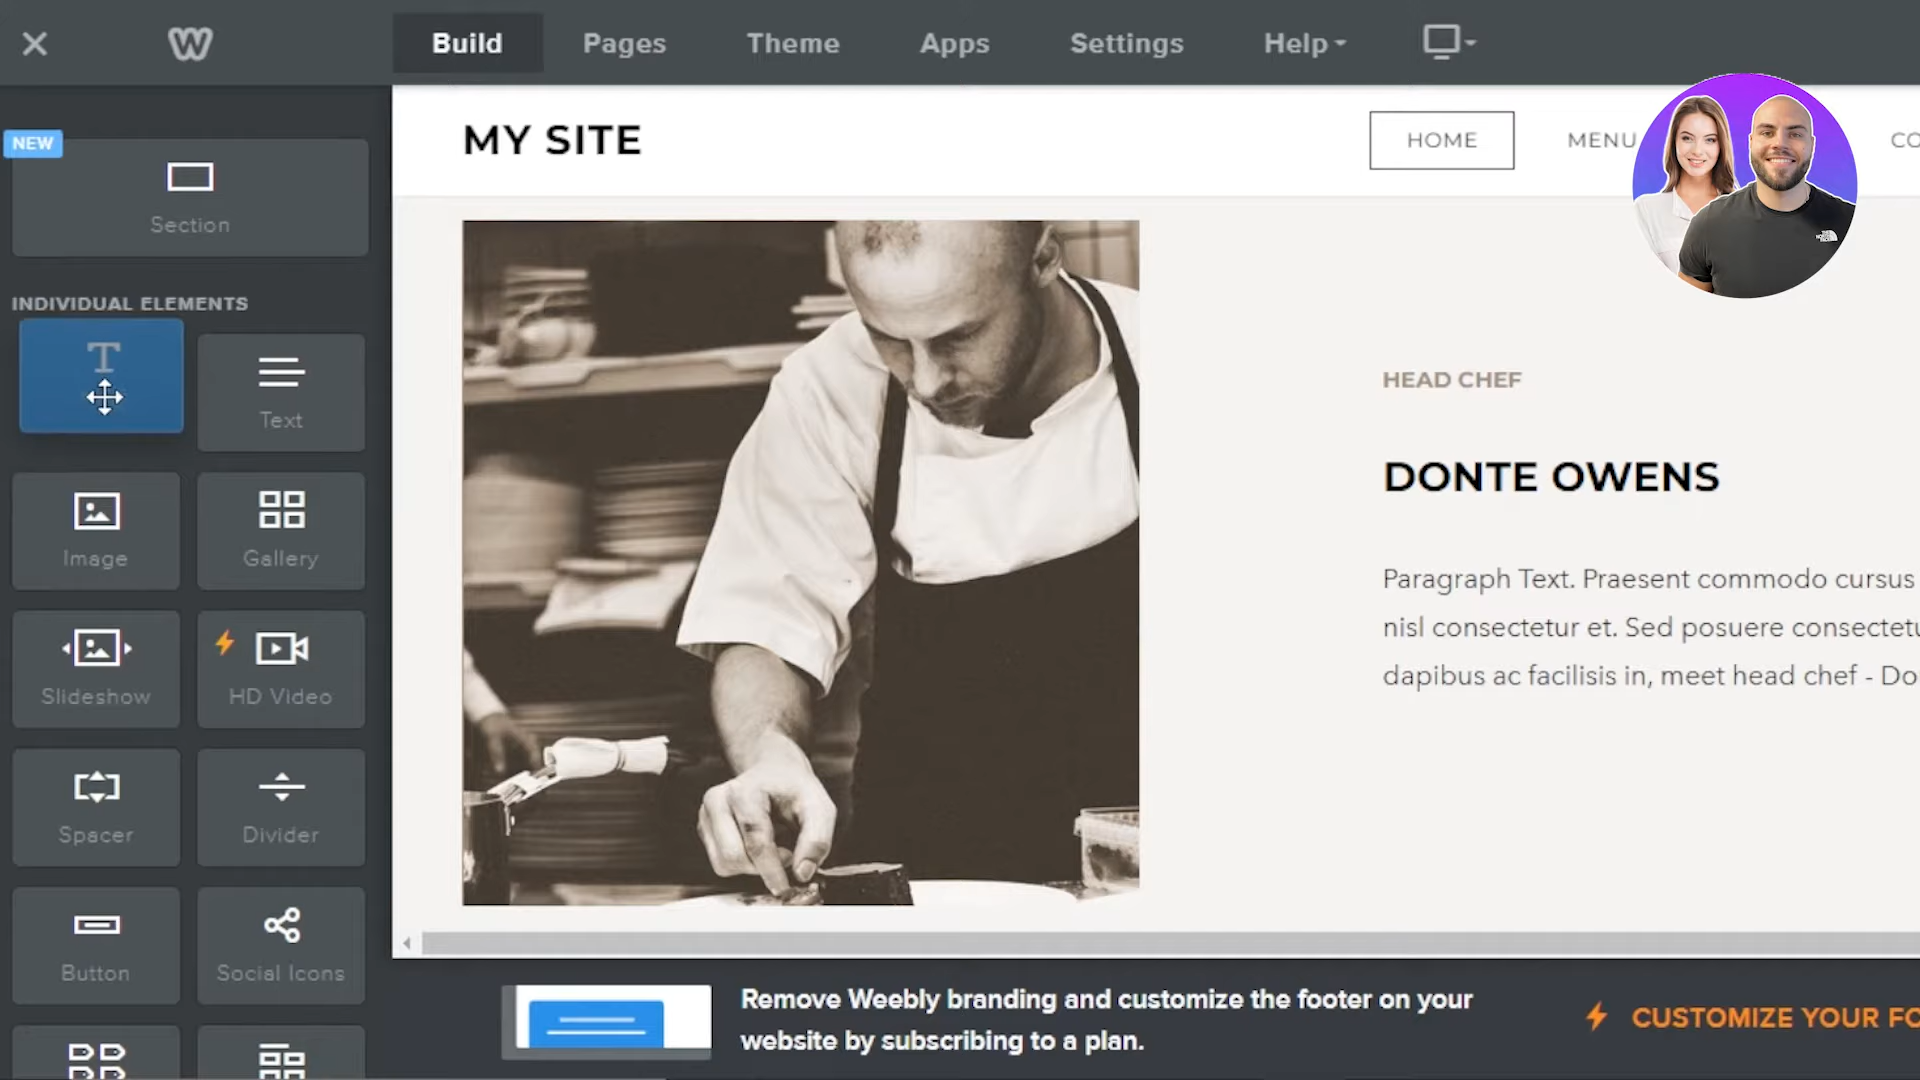 Build
Pages
Theme
Apps
Settings
Help
NEW
Section
INDIVIDUAL ELEMENTS
Text
Image
Gallery
Slideshow
HD Video
Spacer
Divider
Button
Social Icons
MY SITE
HOME
MENU
CO
HEAD CHEF
DONTE OWENS
Paragraph Text. Praesent commodo cursus
nisl consectetur et. Sed posuere consectetu
dapibus ac facilisis in, meet head chef - Do
Remove Weebly branding and customize the footer on your
website by subscribing to a plan.
CUSTOMIZE YOUR FO